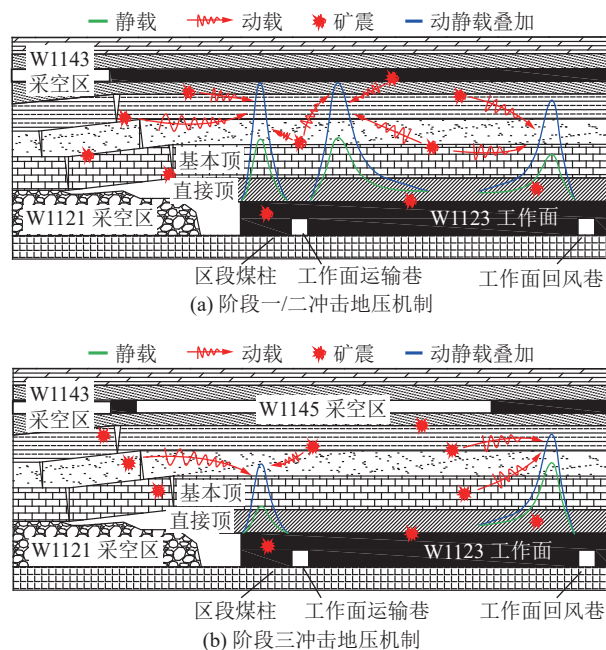 静载 动载 矿震 动静载叠加
W1143
采空区
基本顶
直接顶
W1121 采空区
W1123 工作面
区段煤柱 工作面运输巷 工作面回风巷
(a) 阶段一/二冲击地压机制
静载 动载 矿震 动静载叠加
W1143
采空区
W1145 采空区
基本顶
直接顶
W1121 采空区
W1123 工作面
区段煤柱 工作面运输巷 工作面回风巷
(b) 阶段三冲击地压机制